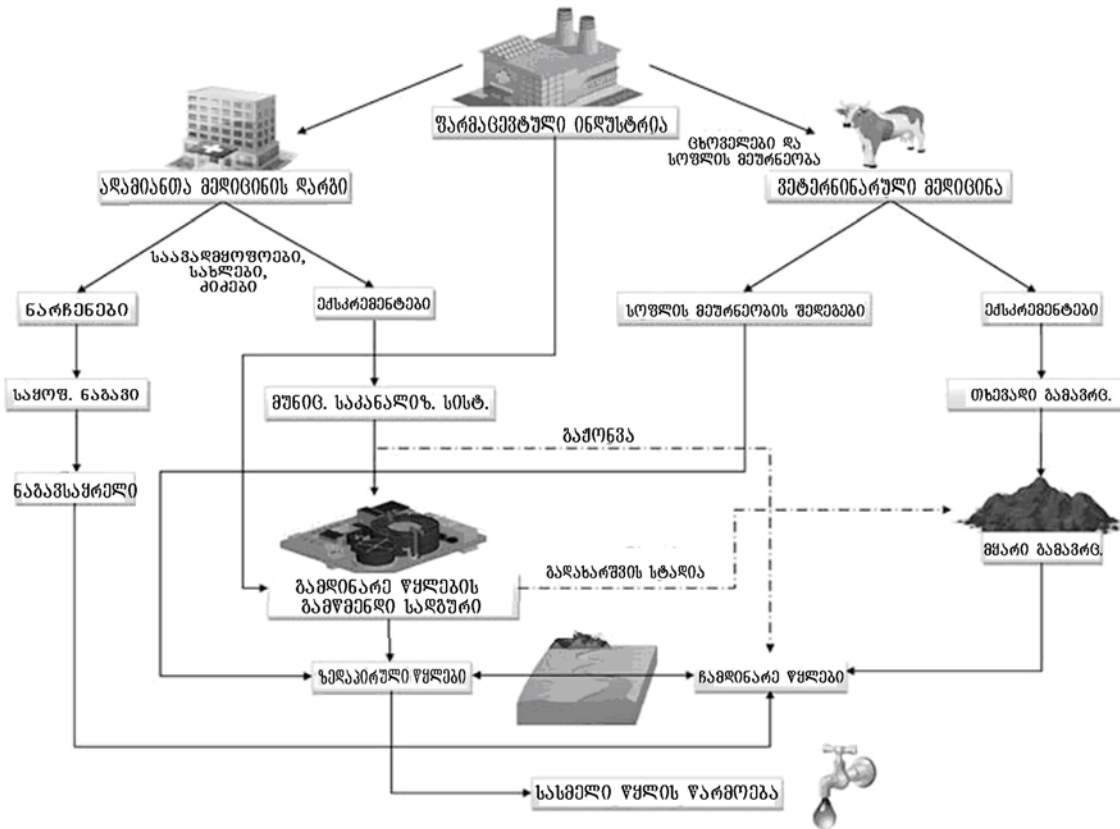 ფარმაცევტული ინდუსტრია
ცხოველები და
სოფლის მეურნეობა
ადამიანთა მედიცინის დარგი
ვეტერნინარული მედიცინა
საავადმყოფოები,
სახლები,
კიძები
ნარჩენები
ექსკრემენტები
სოფლის მეურნეობის შედეგები
ექსკრემენტები
საყოფ. ნაგავი
მუნიც. საკანალიზ. სისტ.
თხევადი გამავრც.
გაჟონვა
ნაგავსაყრელი
მყარი გამავრც.
გადახარშვის სტადია
გამდინარე წყლების
გამწმენდი სადგური
ზედაპირული წყლები
ჩამდინარე წყლები
სასმელი წყლის წარმოება